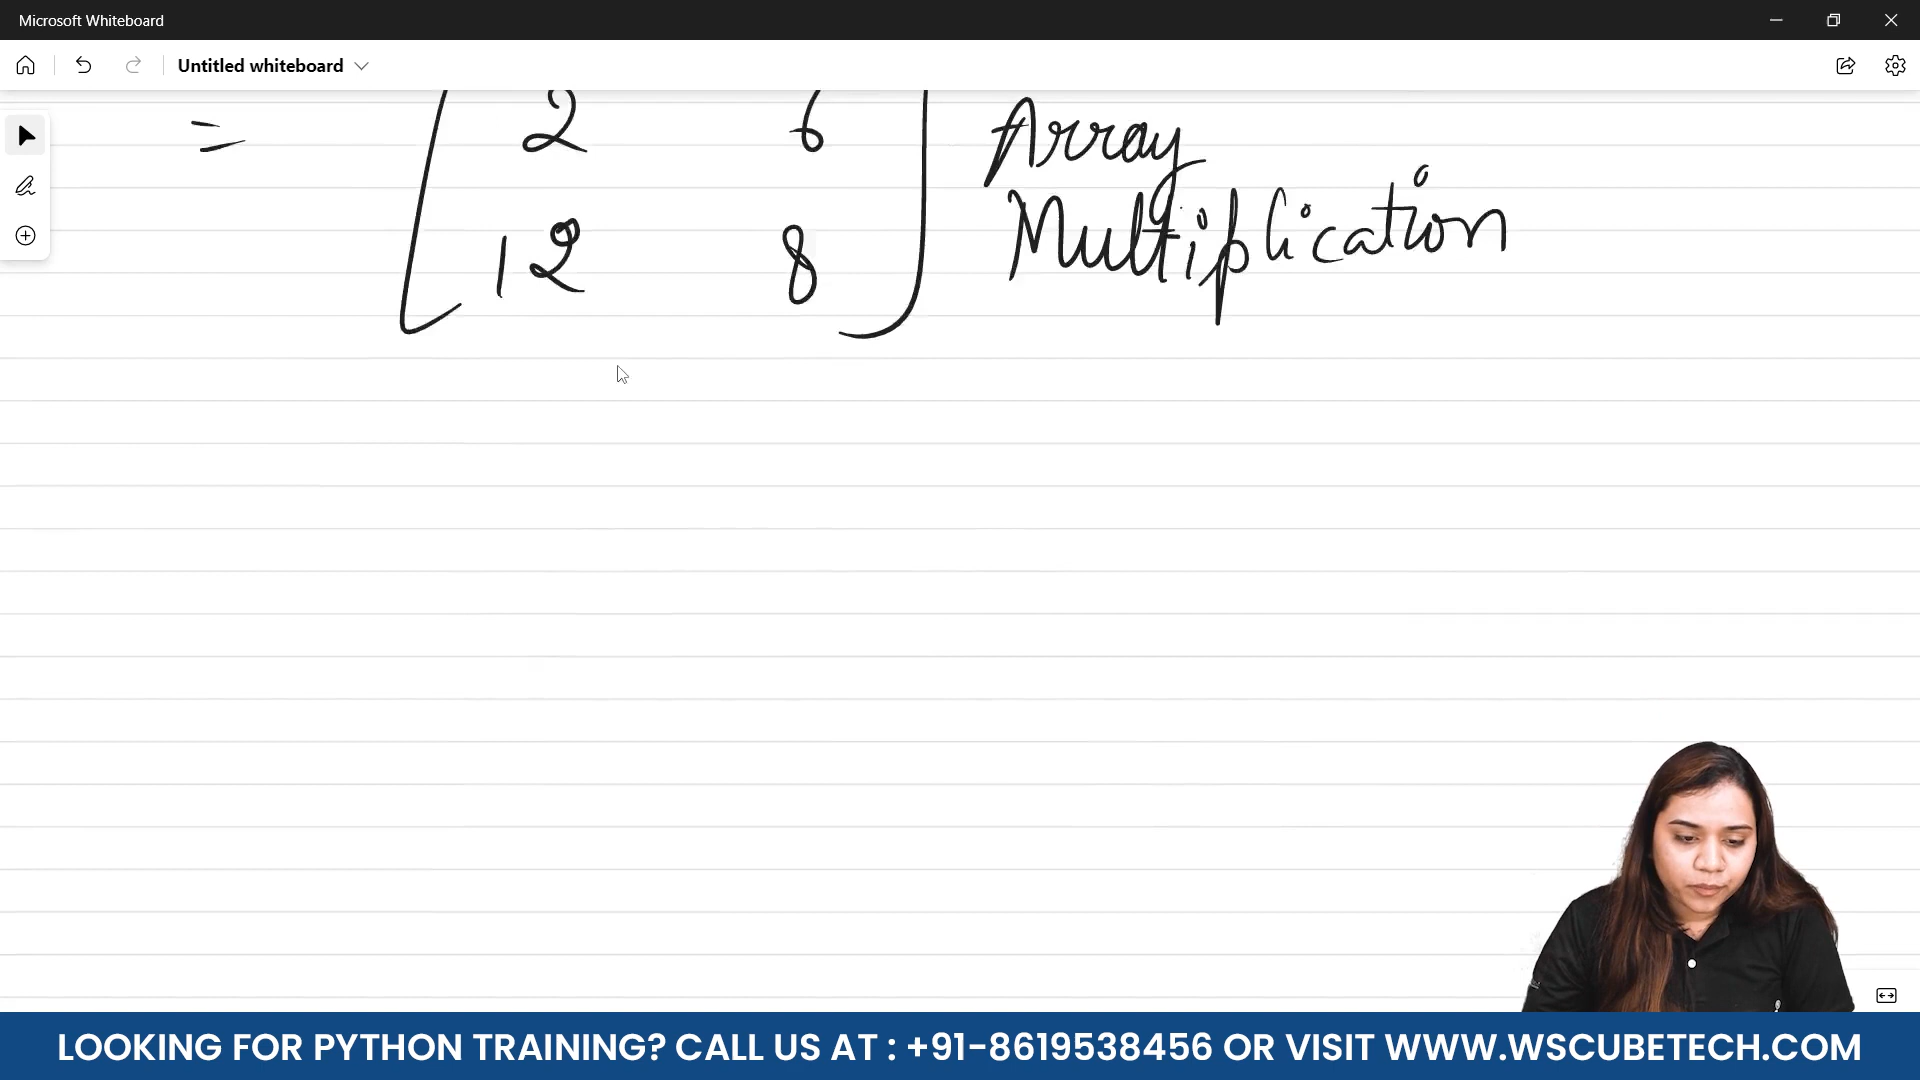 Microsoft Whiteboard
Untitled whiteboard
= [ 2 6 ] Array
12 8 Multiplication
LOOKING FOR PYTHON TRAINING? CALL US AT : +91-8619538456 OR VISIT WWW.WSCUBETECH.COM